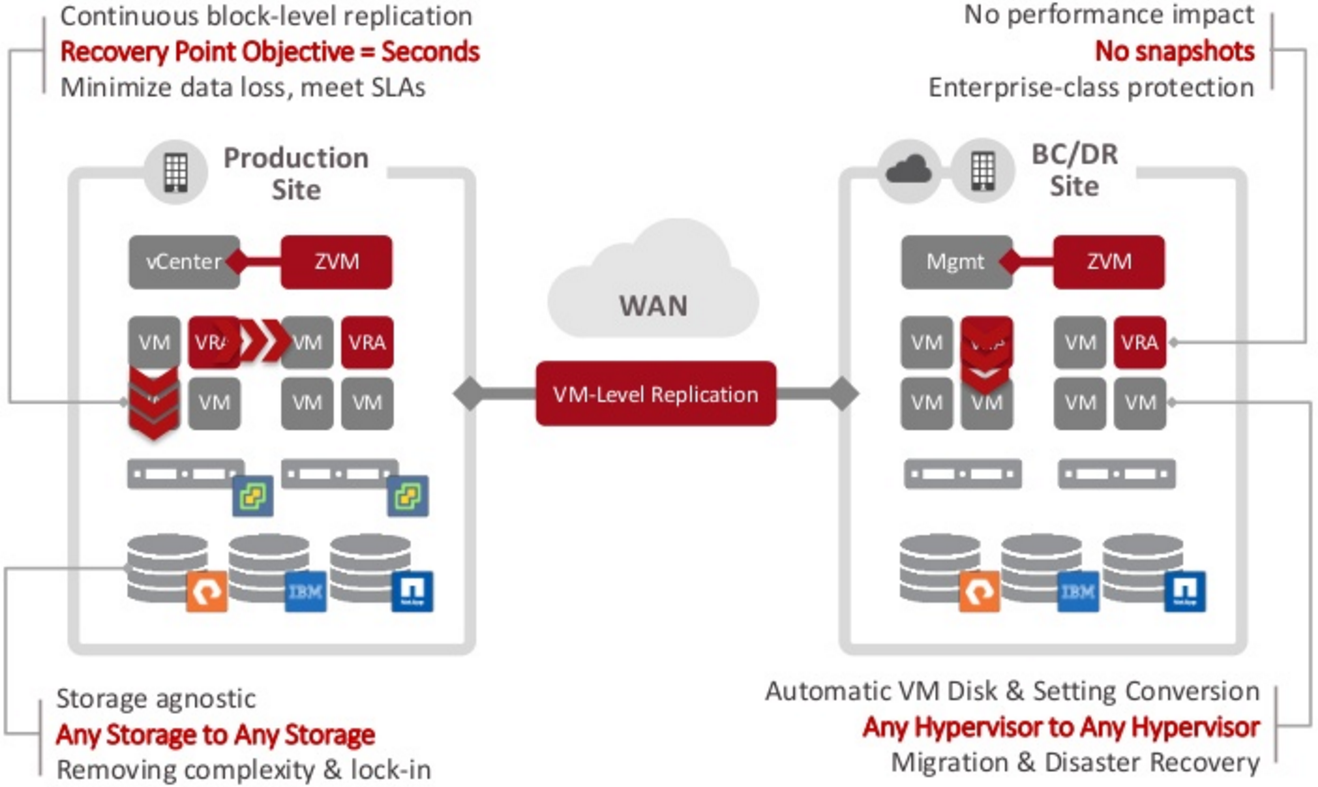 Continuous block-level replication
Recovery Point Objective = Seconds
Minimize data loss, meet SLAs
No performance impact
No snapshots
Enterprise-class protection
Production
Site
vCenter
ZVM
VM
VRA
VM
VRA
VM
VM
VM
IBM
NetApp
WAN
VM-Level Replication
BC/DR
Site
Mgmt
ZVM
VM
VM
VRA
VM
VM
VM
VM
IBM
NetApp
Storage agnostic
Any Storage to Any Storage
Removing complexity & lock-in
Automatic VM Disk & Setting Conversion
Any Hypervisor to Any Hypervisor
Migration & Disaster Recovery